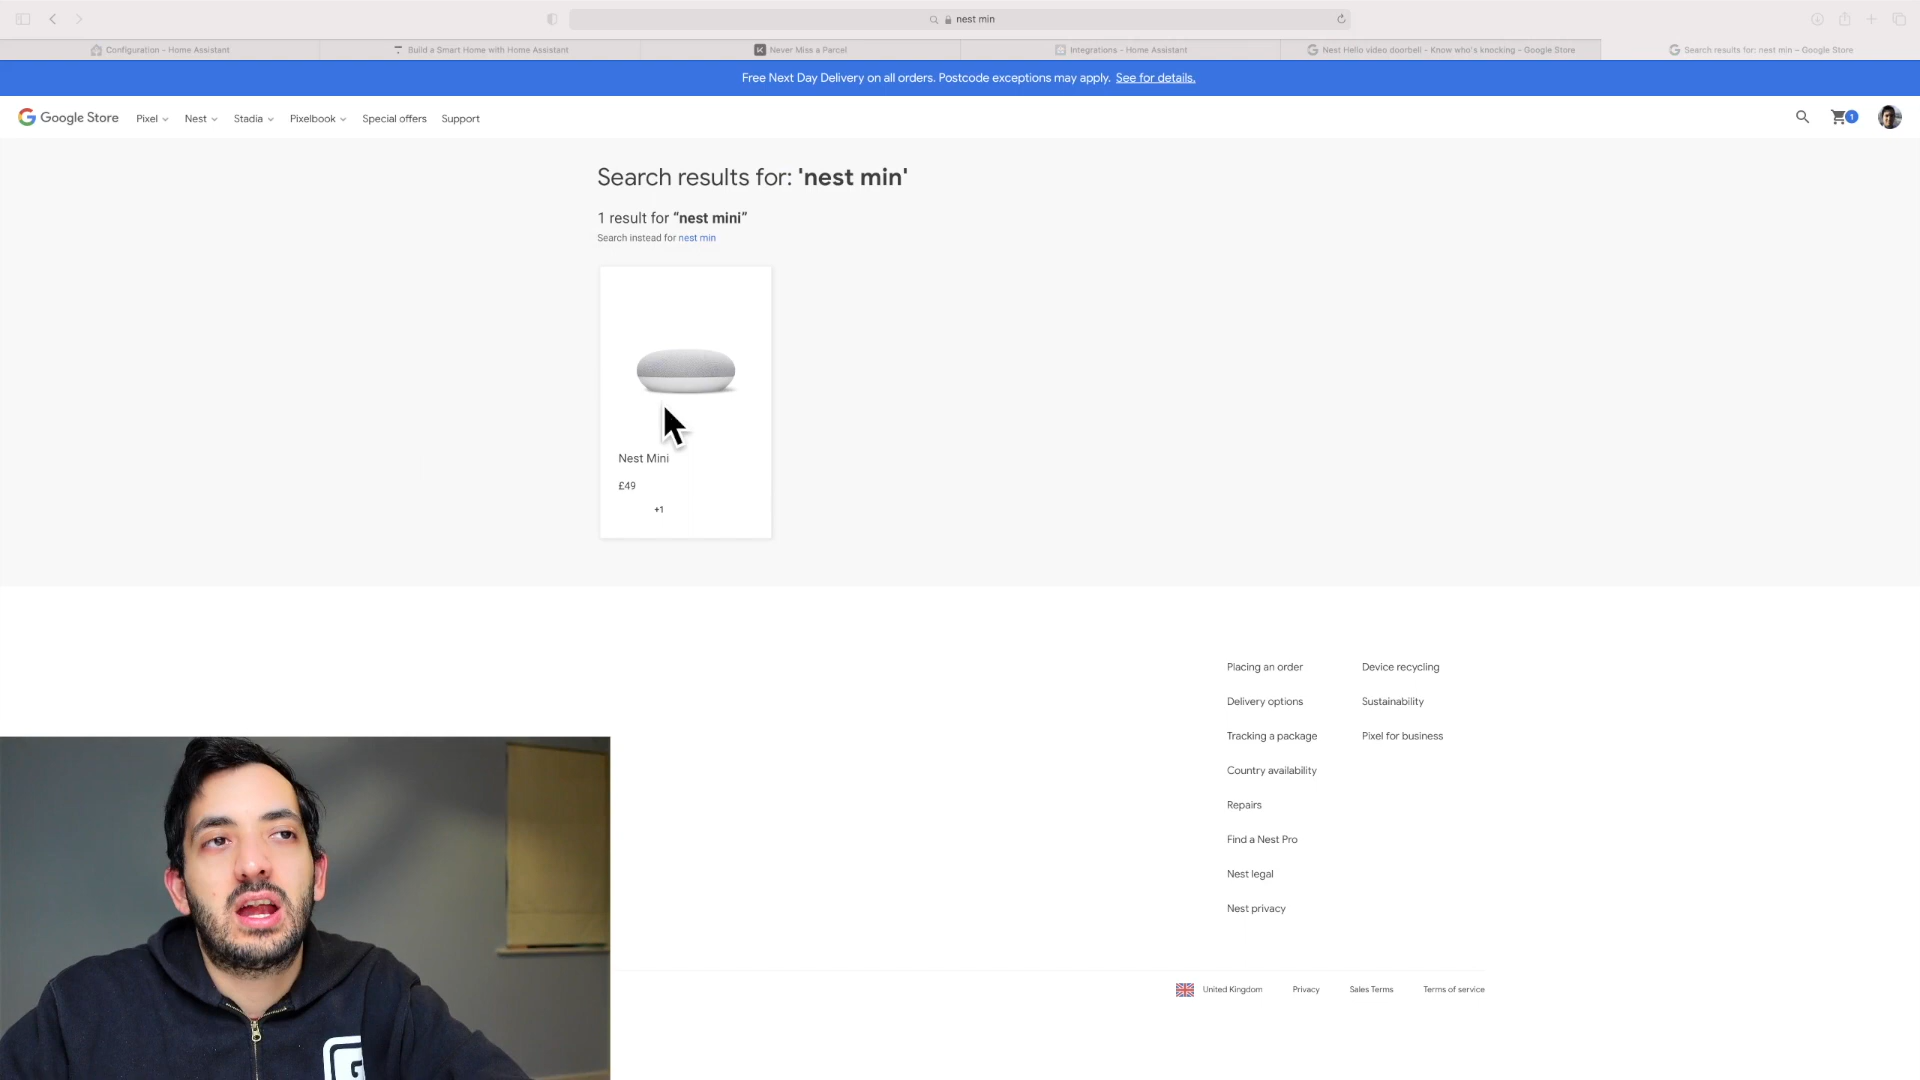 nest min
Configuration - Home Assistant
Build a Smart Home with Home Assistant
Never Miss a Parcel
Integrations - Home Assistant
Nest Hello video doorbell - Know who's knocking - Google Store
Search results for: nest min – Google Store
Free Next Day Delivery on all orders. Postcode exceptions may apply. See for details.
Google Store
Pixel
Nest
Stadia
Pixelbook
Special offers
Support
1
Search results for: 'nest min'
1 result for “nest mini”
Search instead for nest min
Nest Mini
£49
+1
Placing an order
Delivery options
Tracking a package
Country availability
Repairs
Find a Nest Pro
Nest legal
Nest privacy
Device recycling
Sustainability
Pixel for business
United Kingdom
Privacy
Sales Terms
Terms of service